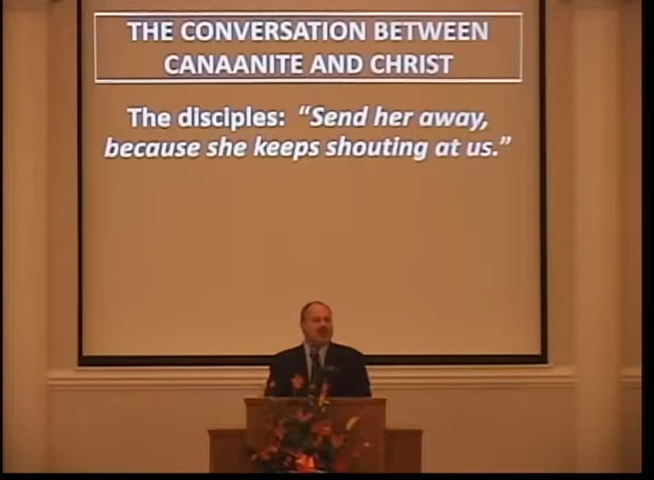 THE CONVERSATION BETWEEN
CANAANITE AND CHRIST
The disciples: “Send her away,
because she keeps shouting at us.”